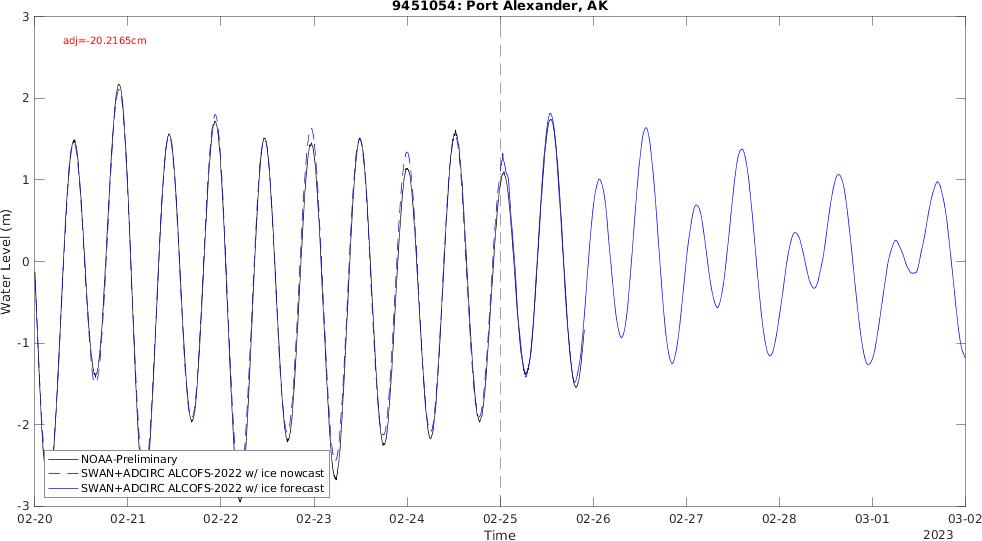 9451054: Port Alexander, AK
adj=-20.2165cm
Water Level (m)
3
2
1
0
-1
-2
-3
NOAA-Preliminary
SWAN+ADCIRC ALCOFS-2022 w/ ice nowcast
SWAN+ADCIRC ALCOFS-2022 w/ ice forecast
02-20 02-21 02-22 02-23 02-24 02-25 02-26 02-27 02-28 03-01 03-02
Time
2023